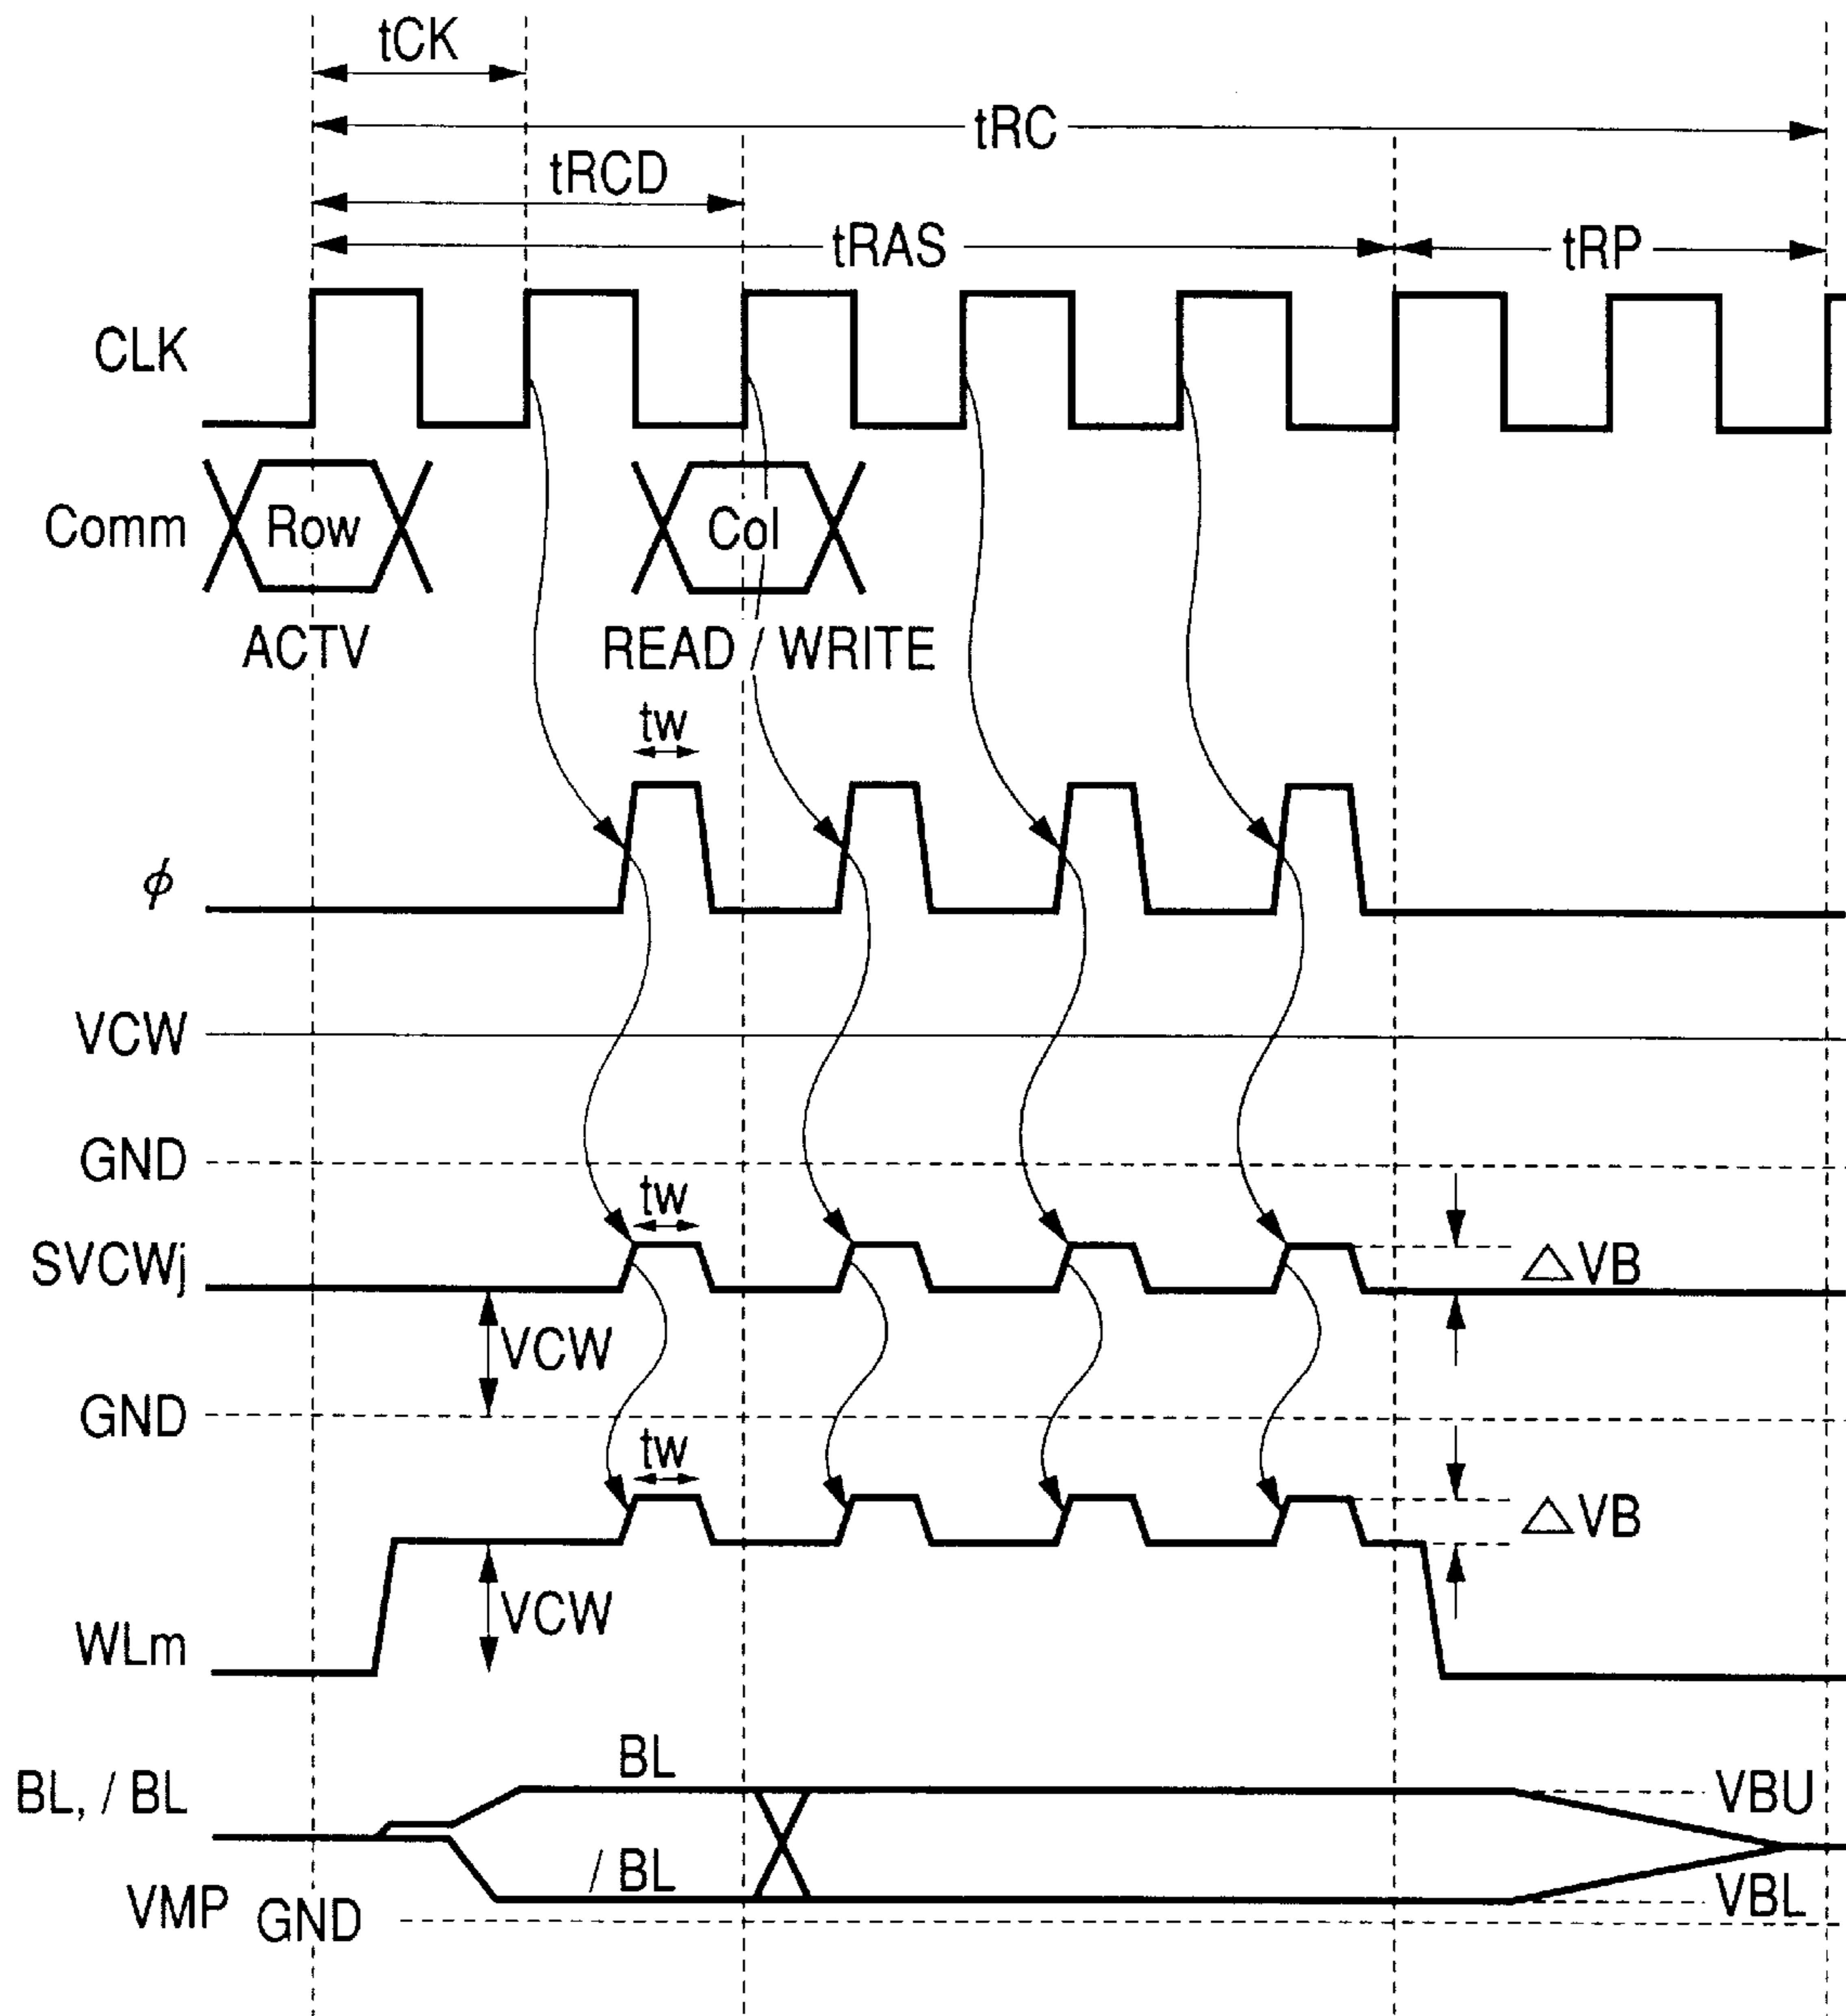 tCK
tRC
tRCD
tRAS
tRP
CLK
Comm
Row
Col
ACTV
READ / WRITE
tw
ϕ
VCW
GND
tw
SVCWj
△VB
VCW
GND
tw
△VB
VCW
WLm
BL
BL, / BL
VBU
/ BL
VBL
VMP GND